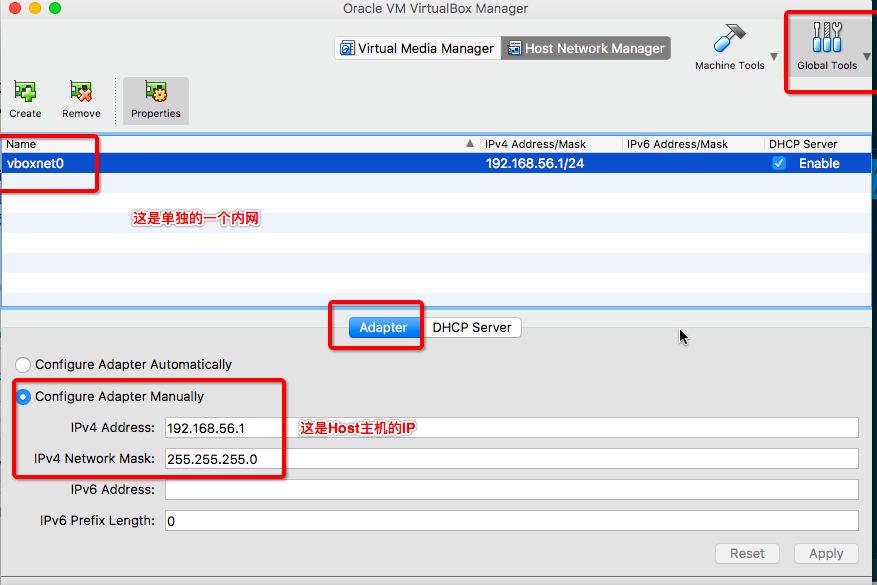 Oracle VM VirtualBox Manager
Virtual Media Manager
Host Network Manager
Machine Tools
Global Tools
Create
Remove
Properties
Name
IPv4 Address/Mask
IPv6 Address/Mask
DHCP Server
vboxnet0
192.168.56.1/24
Enable
这是单独的一个内网
Adapter
DHCP Server
Configure Adapter Automatically
Configure Adapter Manually
IPv4 Address:
192.168.56.1
这是Host主机的IP
IPv4 Network Mask:
255.255.255.0
IPv6 Address:
IPv6 Prefix Length:
0
Reset
Apply